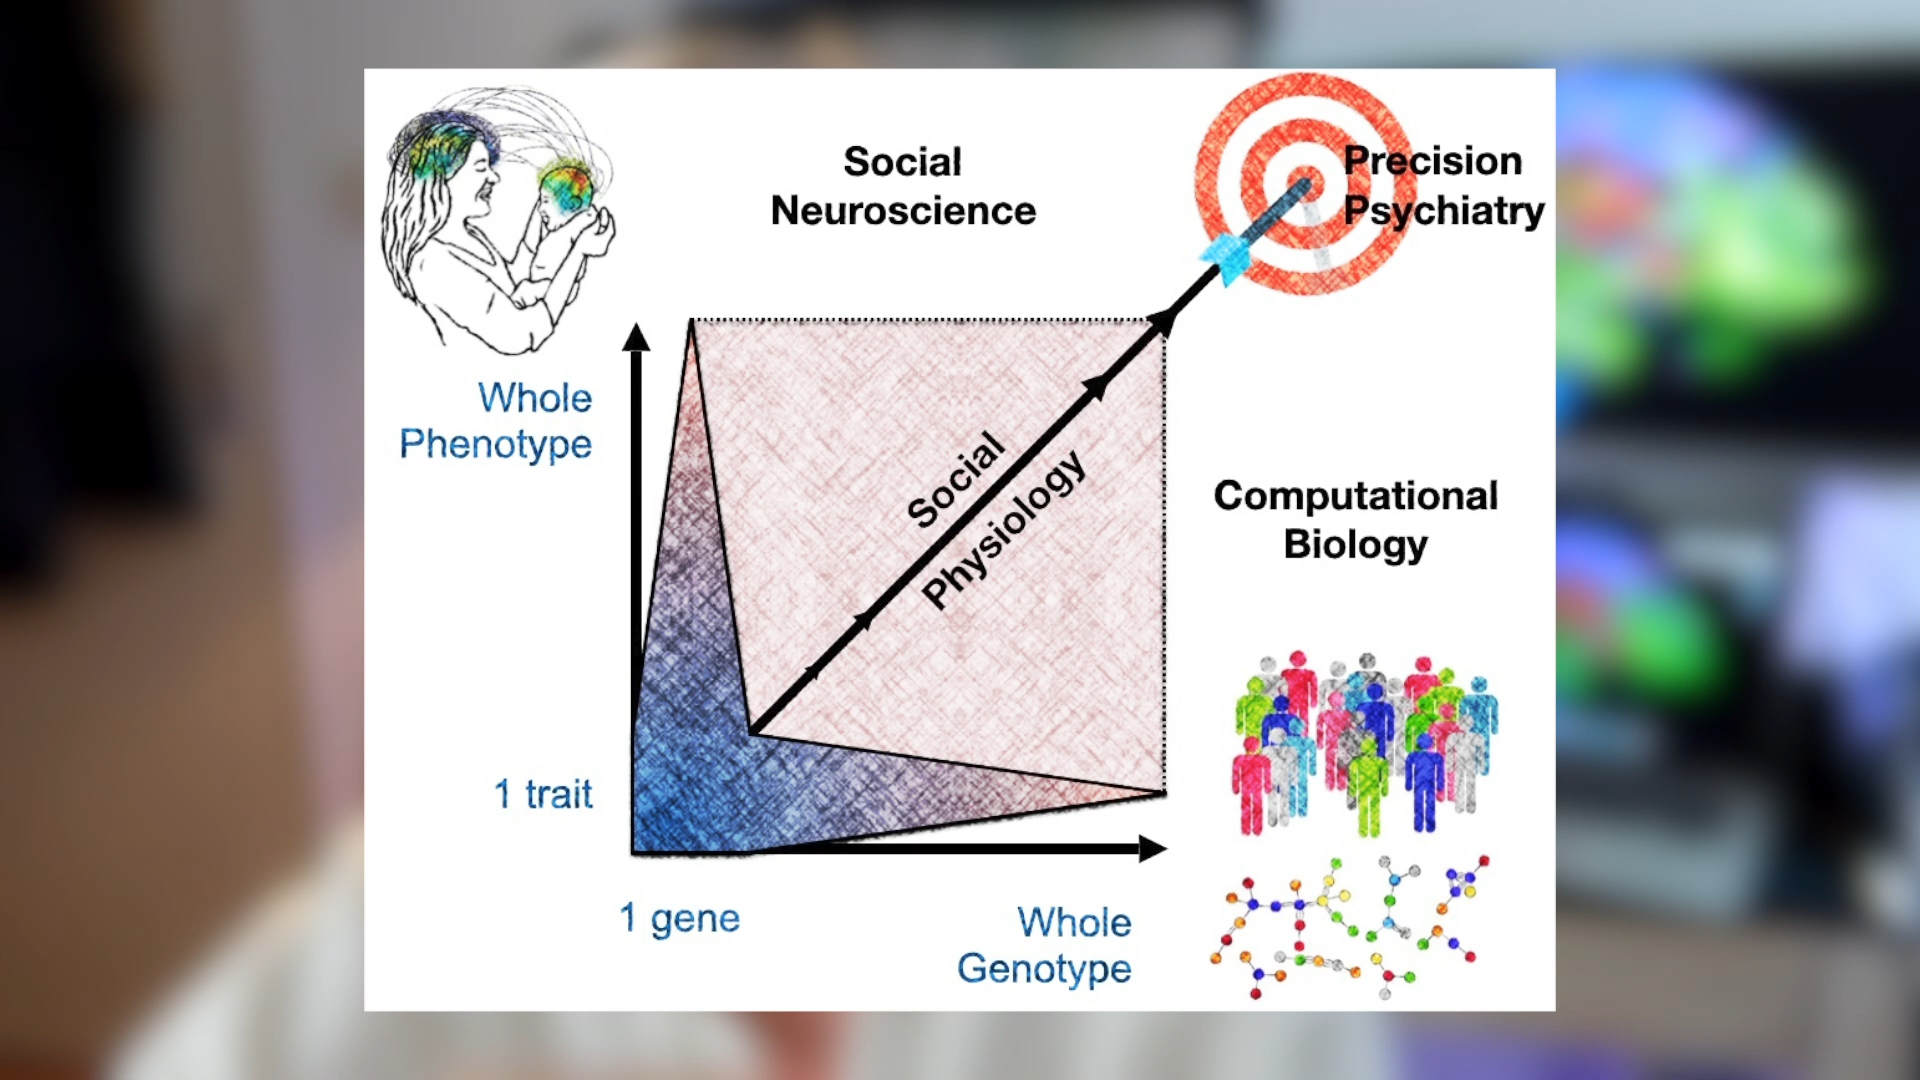 Social
Neuroscience
Precision
Psychiatry
Whole
Phenotype
Social
Physiology
Computational
Biology
1 trait
1 gene
Whole
Genotype